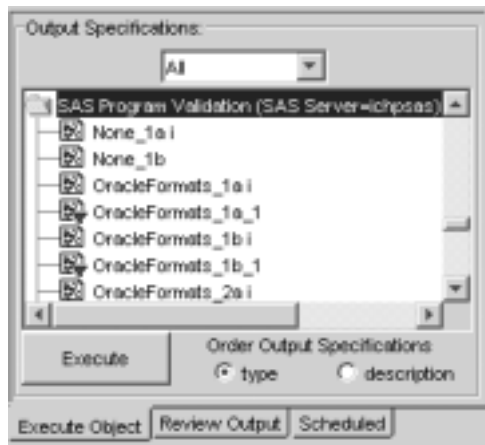 Output Specifications:
All
SAS Program Validation (SAS Server=ichpsas)
None_1a i
None_1b
OracleFormats_1a i
OracleFormats_1a_1
OracleFormats_1b i
OracleFormats_1b_1
OracleFormats_2a i
Execute
Order Output Specifications
type
description
Execute Object
Review Output
Scheduled